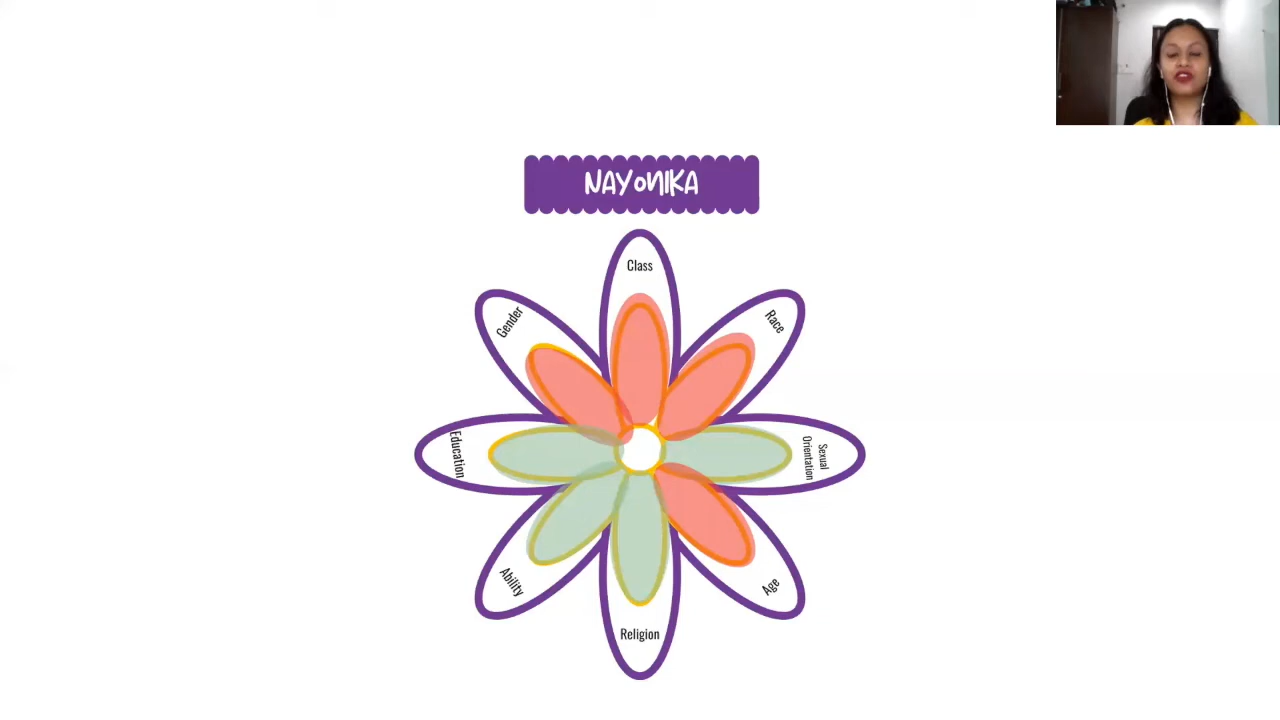 NAYONIKA
Class
Gender
Race
Education
Sexual
Orientation
Ability
Age
Religion